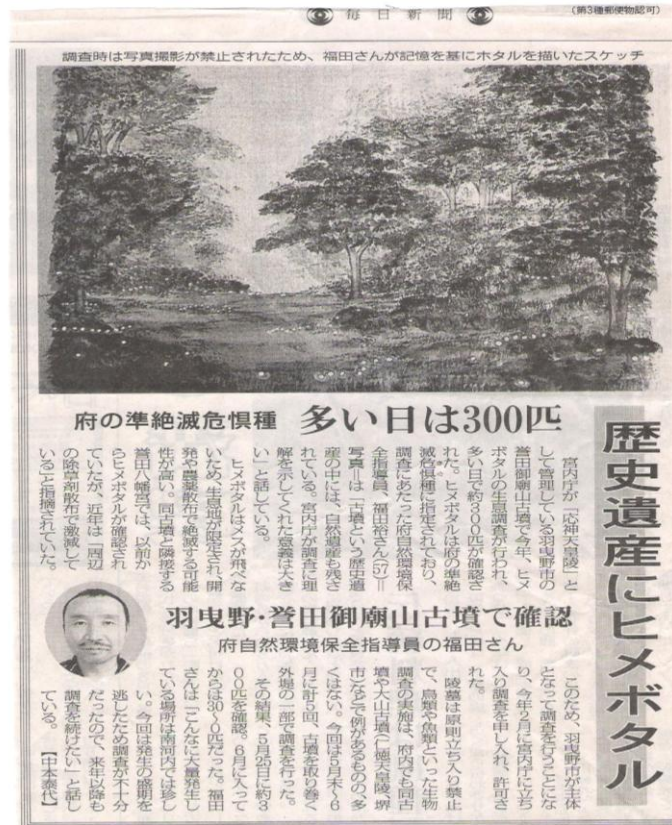 毎日新聞
(第3種郵便物認可)
調査時は写真撮影が禁止されたため、福田さんが記憶を基にホタルを描いたスケッチ
歴史遺産にヒメボタル
府の準絶滅危惧種 多い日は300匹
宮内庁が「応神天皇陵」と
して管理している羽曳野市の
誉田御廟山古墳で今年、ヒメ
ボタルの生息調査が行われ、
多い日で約300匹が確認さ
れた。ヒメボタルは府の準絶
滅危惧種に指定されており、
調査にあたった府自然環境保
全指導員、福田裕さん(57)=
写真=は「古墳という歴史遺
産の中には、自然遺産も残さ
れている。宮内庁が調査に理
解を示してくれた意義は大き
い」と話している。
ヒメボタルはメスが飛べな
いため、生息地が限定され、開
発や農薬散布で絶滅する可能
性が高い。同古墳に隣接する
誉田八幡宮では、以前か
らヒメボタルが確認され
ていたが、近年は「周辺
の除草剤散布で激減して
いる」と指摘されていた。
羽曳野・誉田御廟山古墳で確認
府自然環境保全指導員の福田さん
このため、羽曳野市が主体
となって調査を行うことにな
り、今年2月に宮内庁に立ち
入り調査を申し入れ、許可さ
れた。
陵墓は原則立ち入り禁止
で、鳥類や魚類といった生物
調査の実施は、府内でも同古
墳や大山古墳(仁徳天皇陵、堺
市)などで例があるものの、多
くはない。今回は5月末~6
月に計5回、古墳を取り巻く
外堤の一部で調査を行った。
その結果、5月25日に約3
00匹を確認。6月に入って
からは30~0匹だった。福田
さんは「こんなに大量発生し
ている場所は南河内では珍し
い。今回は発生の盛期を
逃したため調査が不十分
だったので、来年以降も
調査を続けたい」と話し
ている。【中本泰代】